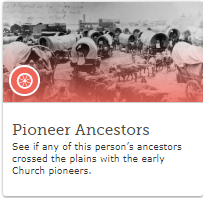 Pioneer Ancestors
See if any of this person's ancestors
crossed the plains with the early
Church pioneers.